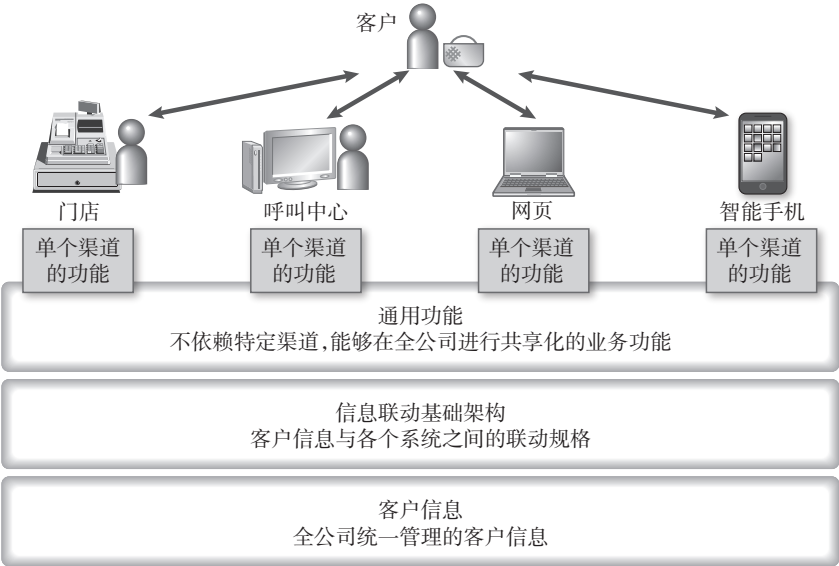 客户
门店
呼叫中心
网页
智能手机
单个渠道
的功能
单个渠道
的功能
单个渠道
的功能
单个渠道
的功能
通用功能
不依赖特定渠道,能够在全公司进行共享化的业务功能
信息联动基础架构
客户信息与各个系统之间的联动规格
客户信息
全公司统一管理的客户信息